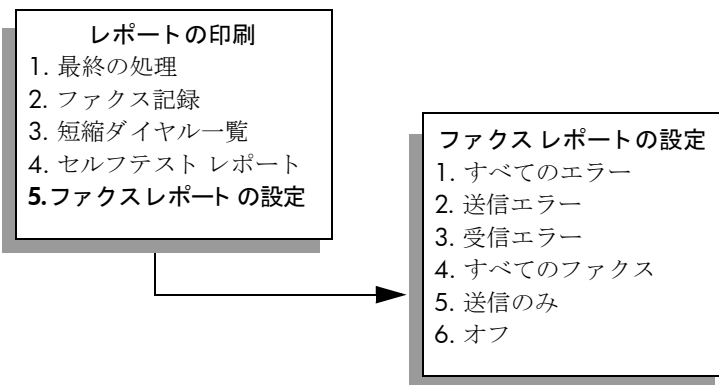 レポートの印刷
1. 最終の処理
2. ファクス記録
3. 短縮ダイヤル一覧
4. セルフテスト レポート
5.ファクスレポート の設定
ファクス レポートの設定
1. すべてのエラー
2. 送信エラー
3. 受信エラー
4. すべてのファクス
5. 送信のみ
6. オフ